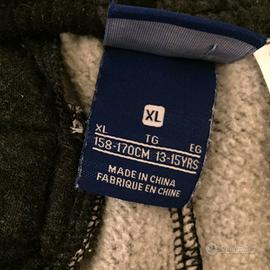 XL
XL TG EG
158-170CM 13-15YRS
MADE IN CHINA
FABRIQUE EN CHINE